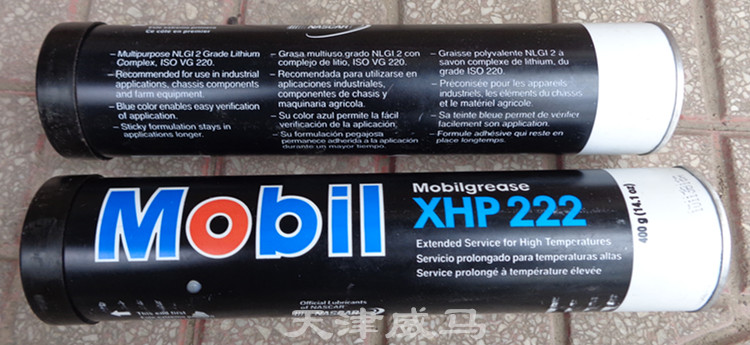 Ce côté en premier
NASCAR
- Multipurpose NLGI 2 Grade Lithium
Complex, ISO VG 220.
- Recommended for use in industrial
applications, chassis components
and farm equipment.
- Blue color enables easy verification
of application.
- Sticky formulation stays in
applications longer.
- Grasa multiuso grado NLGI 2 con
complejo de litio, ISO VG 220.
- Recomendada para utilizarse en
aplicaciones industriales,
componentes de chasis y
maquinaria agrícola.
- Su color azul permite la fácil
verificación de la aplicación.
- Su formulación pegajosa
permanece adherida a la aplicación
durante un mayor tiempo.
- Graisse polyvalente NLGI 2 à
savon complexe de lithium, du
grade ISO 220.
- Préconisée pour les appareils
industriels, les éléments du châssis
et le matériel agricole.
- Sa teinte bleue permet de vérifier
facilement son application.
- Formule adhésive qui reste en
place longtemps.
Mobil
Mobilgrease
XHP 222
Extended Service for High Temperatures
Servicio prolongado para temperaturas altas
Service prolongé à température élevée
400 g (14.1 oz)
This end first
Official Lubricants
of NASCAR
NASCAR
天津威马